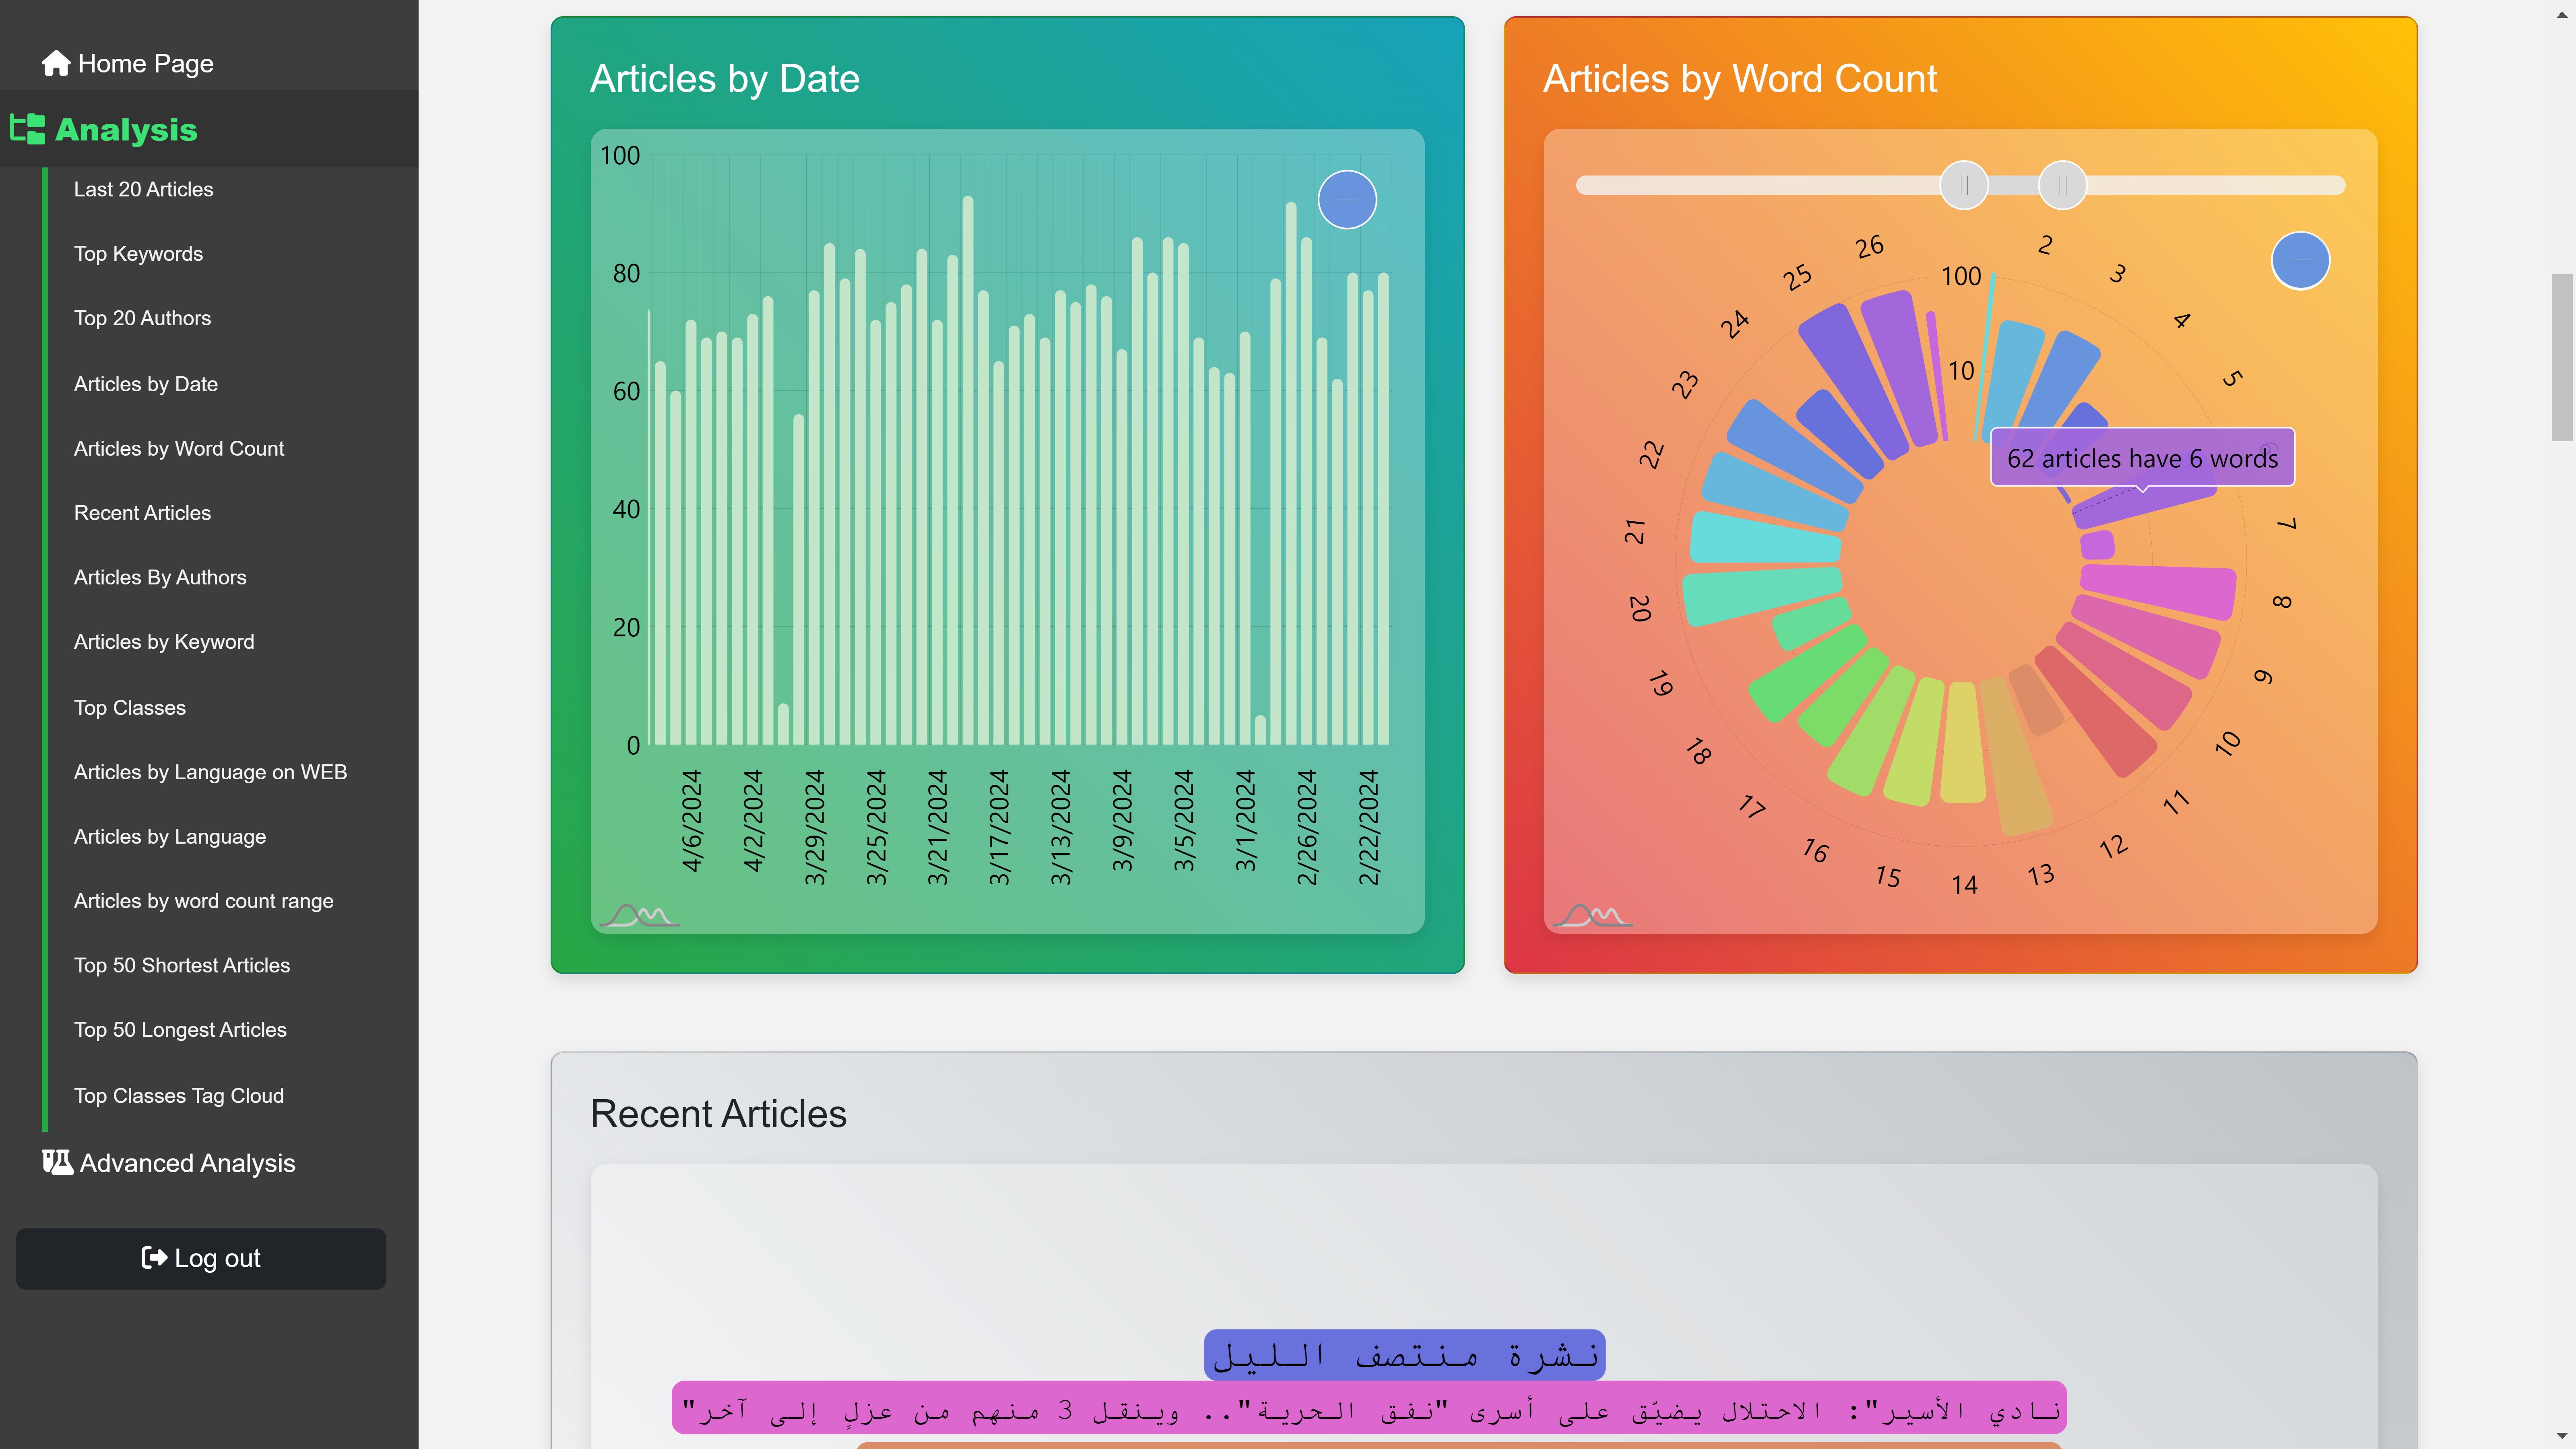 Home Page
Analysis
Last 20 Articles
Top Keywords
Top 20 Authors
Articles by Date
Articles by Word Count
Recent Articles
Articles By Authors
Articles by Keyword
Top Classes
Articles by Language on WEB
Articles by Language
Articles by word count range
Top 50 Shortest Articles
Top 50 Longest Articles
Top Classes Tag Cloud
Advanced Analysis
Log out
Articles by Date
100
80
60
40
20
0
4/6/2024
4/2/2024
3/29/2024
3/25/2024
3/21/2024
3/17/2024
3/13/2024
3/9/2024
3/5/2024
3/1/2024
2/26/2024
2/22/2024
Articles by Word Count
100
10
2
3
4
5
62 articles have 6 words
7
8
9
10
11
12
13
14
15
16
17
18
19
20
21
22
23
24
25
26
Recent Articles
نشرة منتصف الليل
نادي الأسير": الاحتلال يضيّق على أسرى "نفق الحرية".. وينقل 3 منهم من عزلٍ إلى آخر"